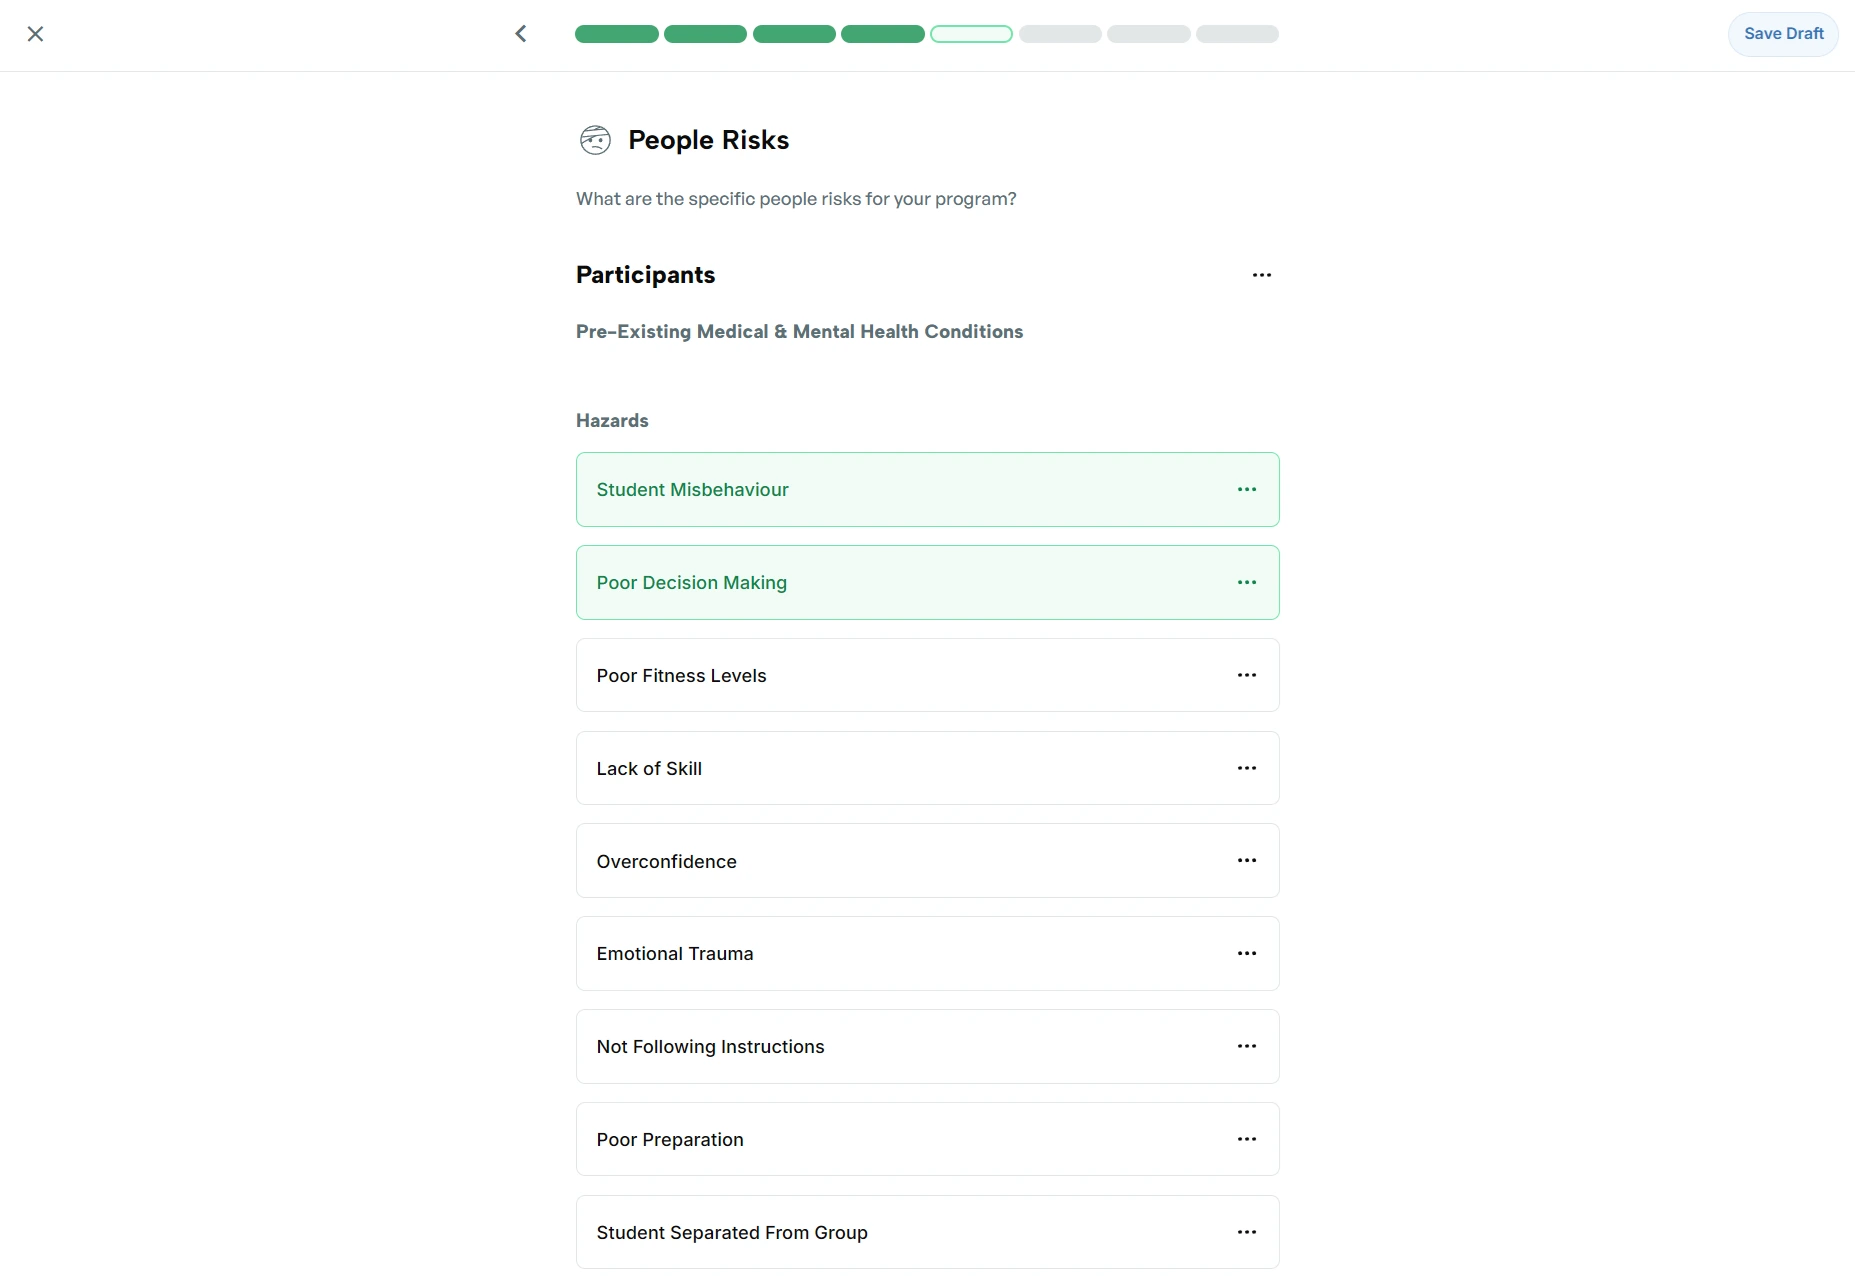 Save Draft
People Risks
What are the specific people risks for your program?
Participants
Pre-Existing Medical & Mental Health Conditions
Hazards
Student Misbehaviour
Poor Decision Making
Poor Fitness Levels
Lack of Skill
Overconfidence
Emotional Trauma
Not Following Instructions
Poor Preparation
Student Separated From Group